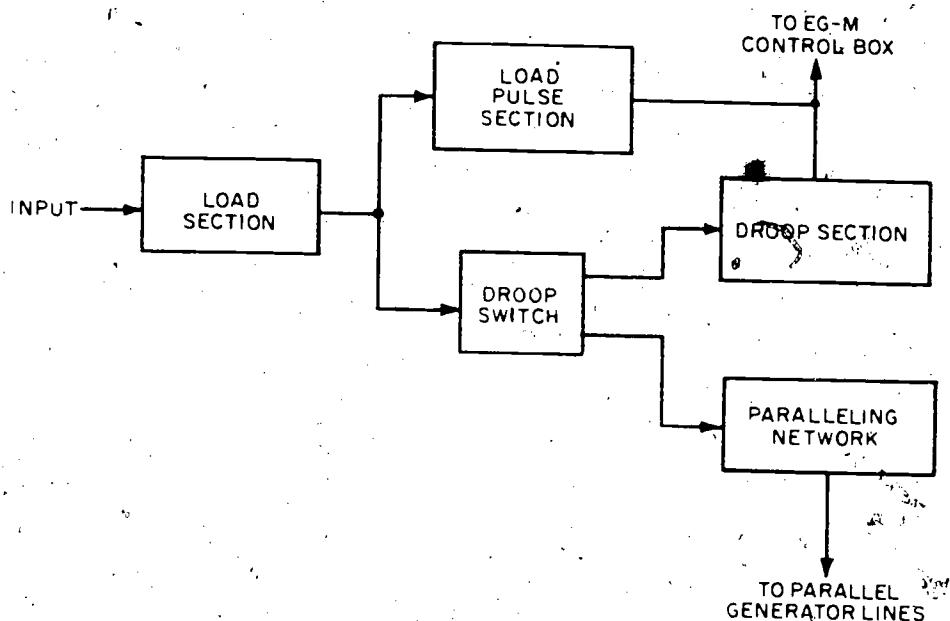 TO EG-M
CONTROL BOX
LOAD
PULSE
SECTION
LOAD
SECTION
INPUT
DROOP SECTION
DROOP
SWITCH
PARALLELING
NETWORK
TO PARALLEL
GENERATOR LINES